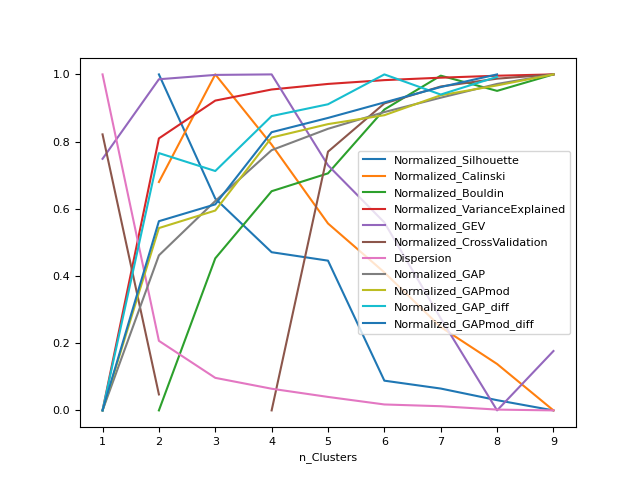 1.0
0.8
0.6
0.4
0.2
0.0
Normalized_Silhouette
Normalized_Calinski
Normalized_Bouldin
Normalized_VarianceExplained
Normalized_GEV
Normalized_CrossValidation
Dispersion
Normalized_GAP
Normalized_GAPmod
Normalized_GAP_diff
Normalized_GAPmod_diff
1 2 3 4 5 6 7 8 9
n_Clusters